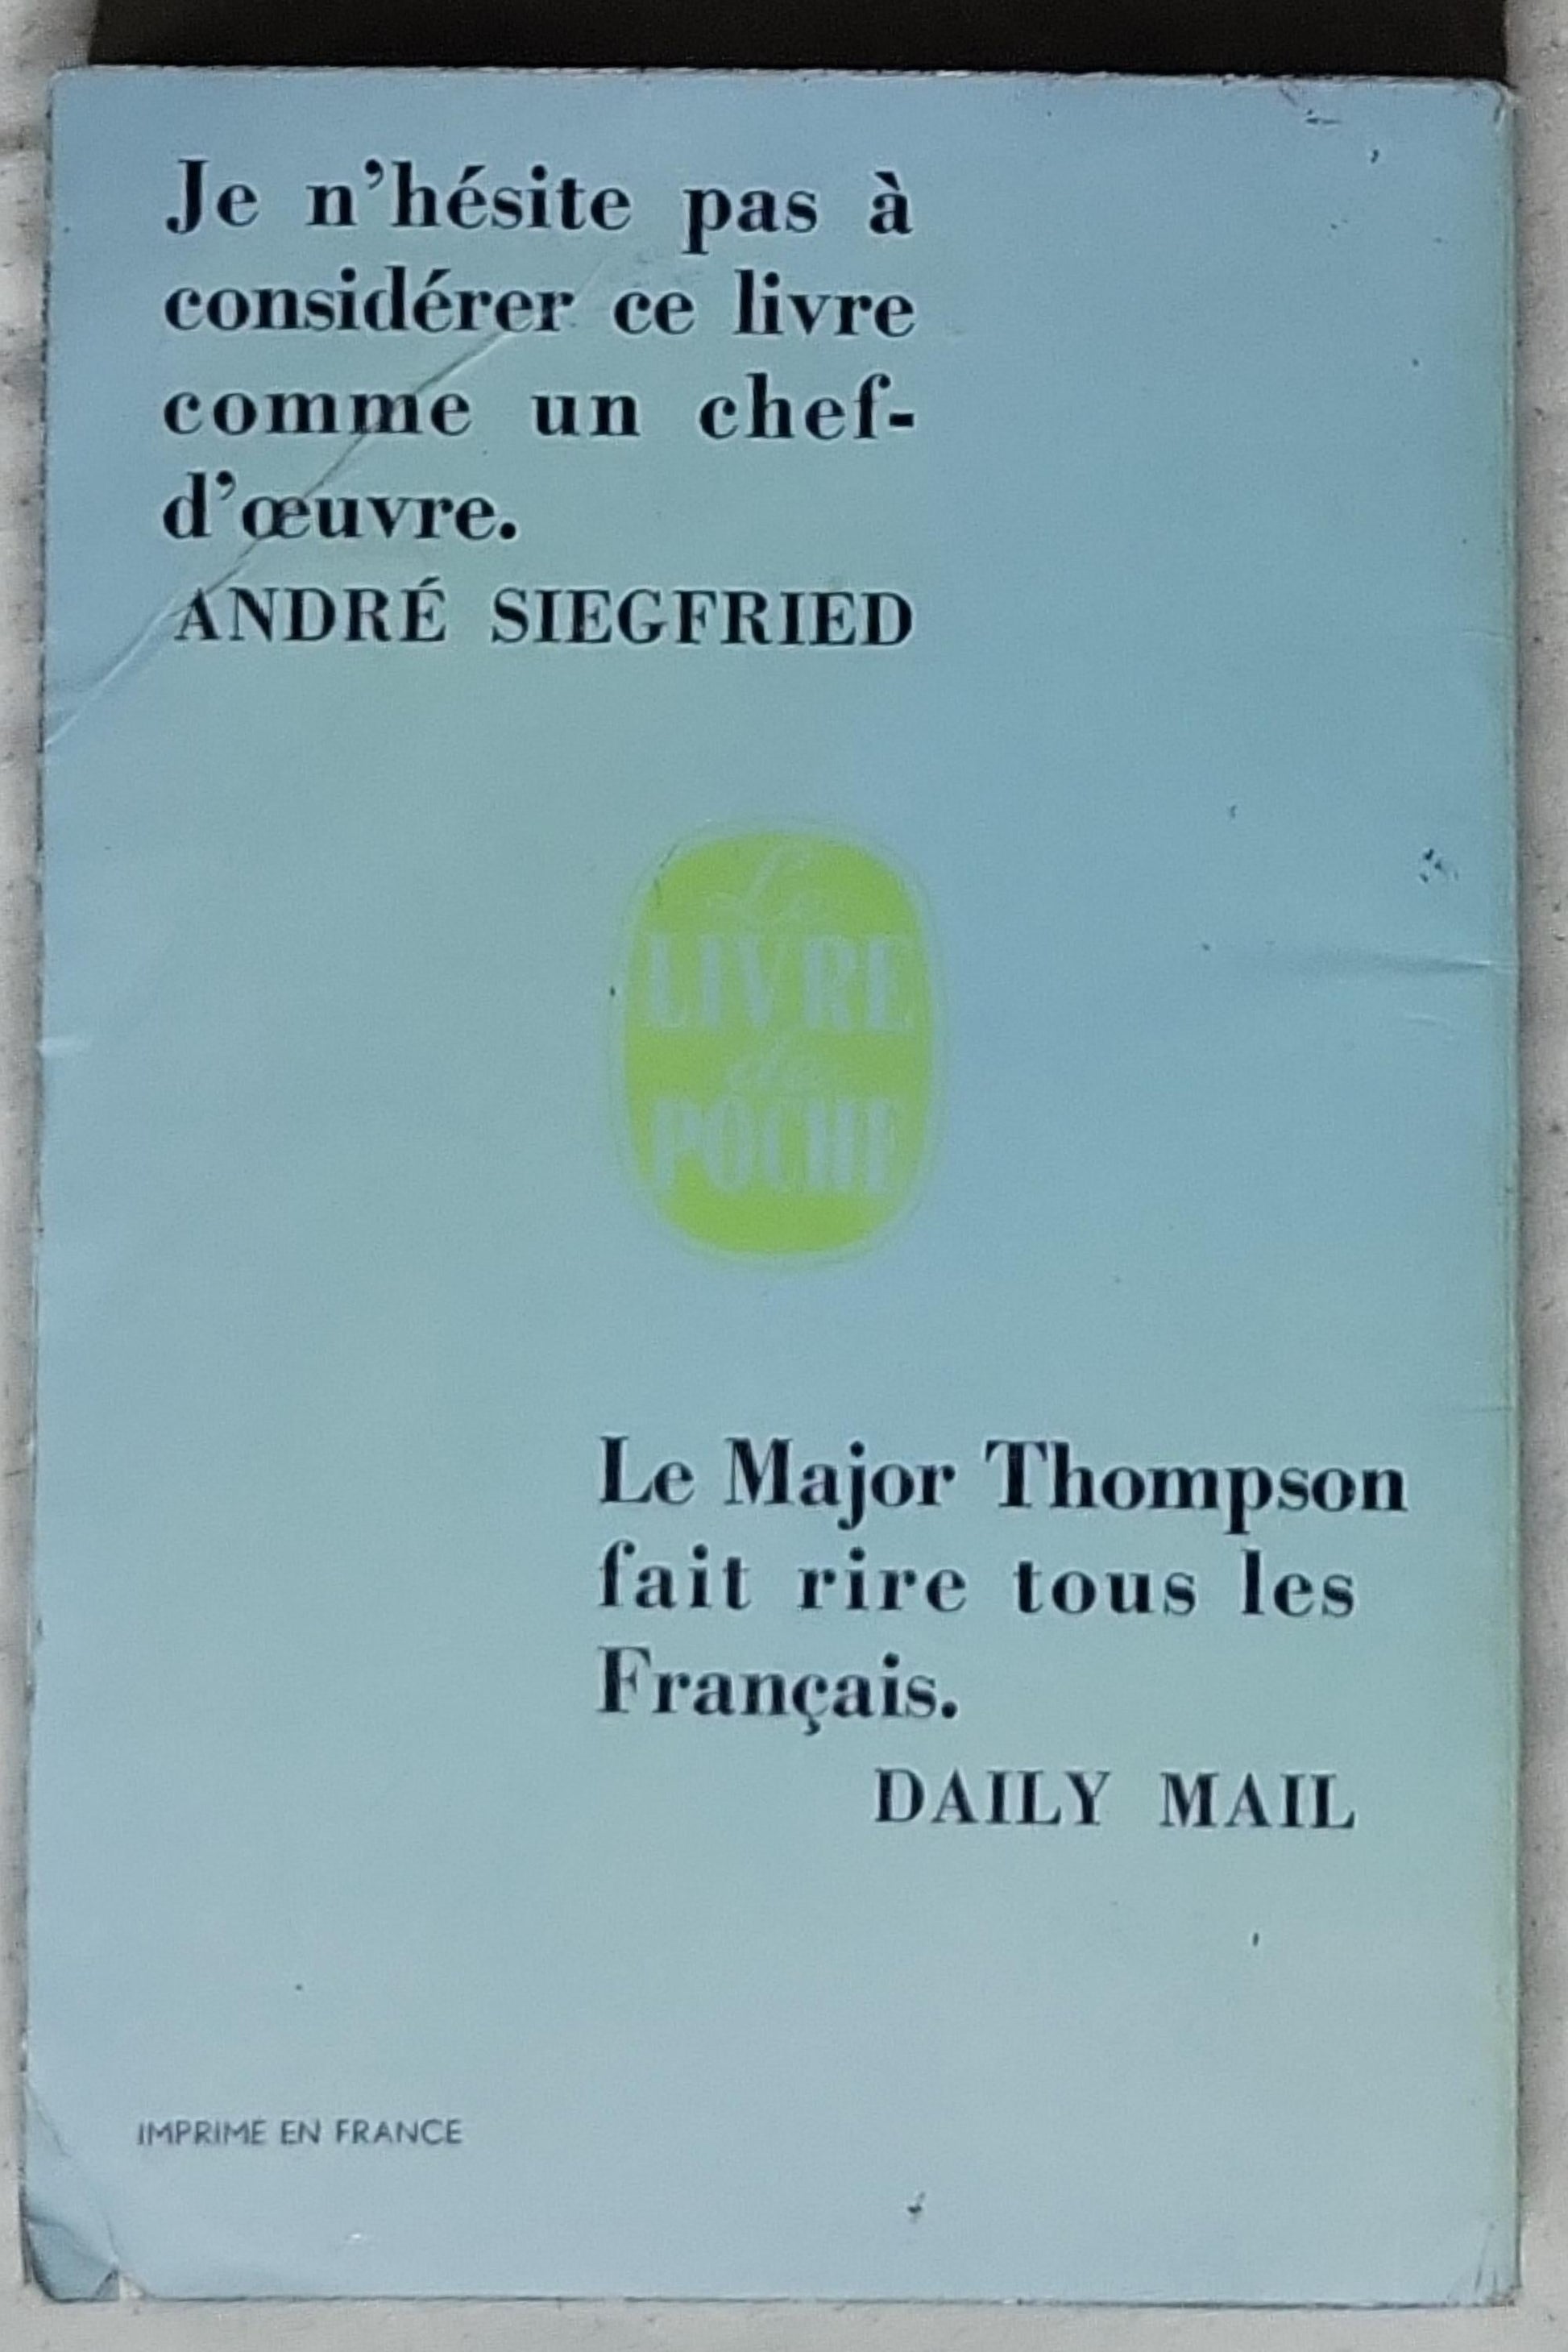 Je n’hésite pas à
considérer ce livre
comme un chef-
d’œuvre.
ANDRÉ SIEGFRIED
Le
LIVRE
de
POCHE
Le Major Thompson
fait rire tous les
Français.
DAILY MAIL
IMPRIMÉ EN FRANCE